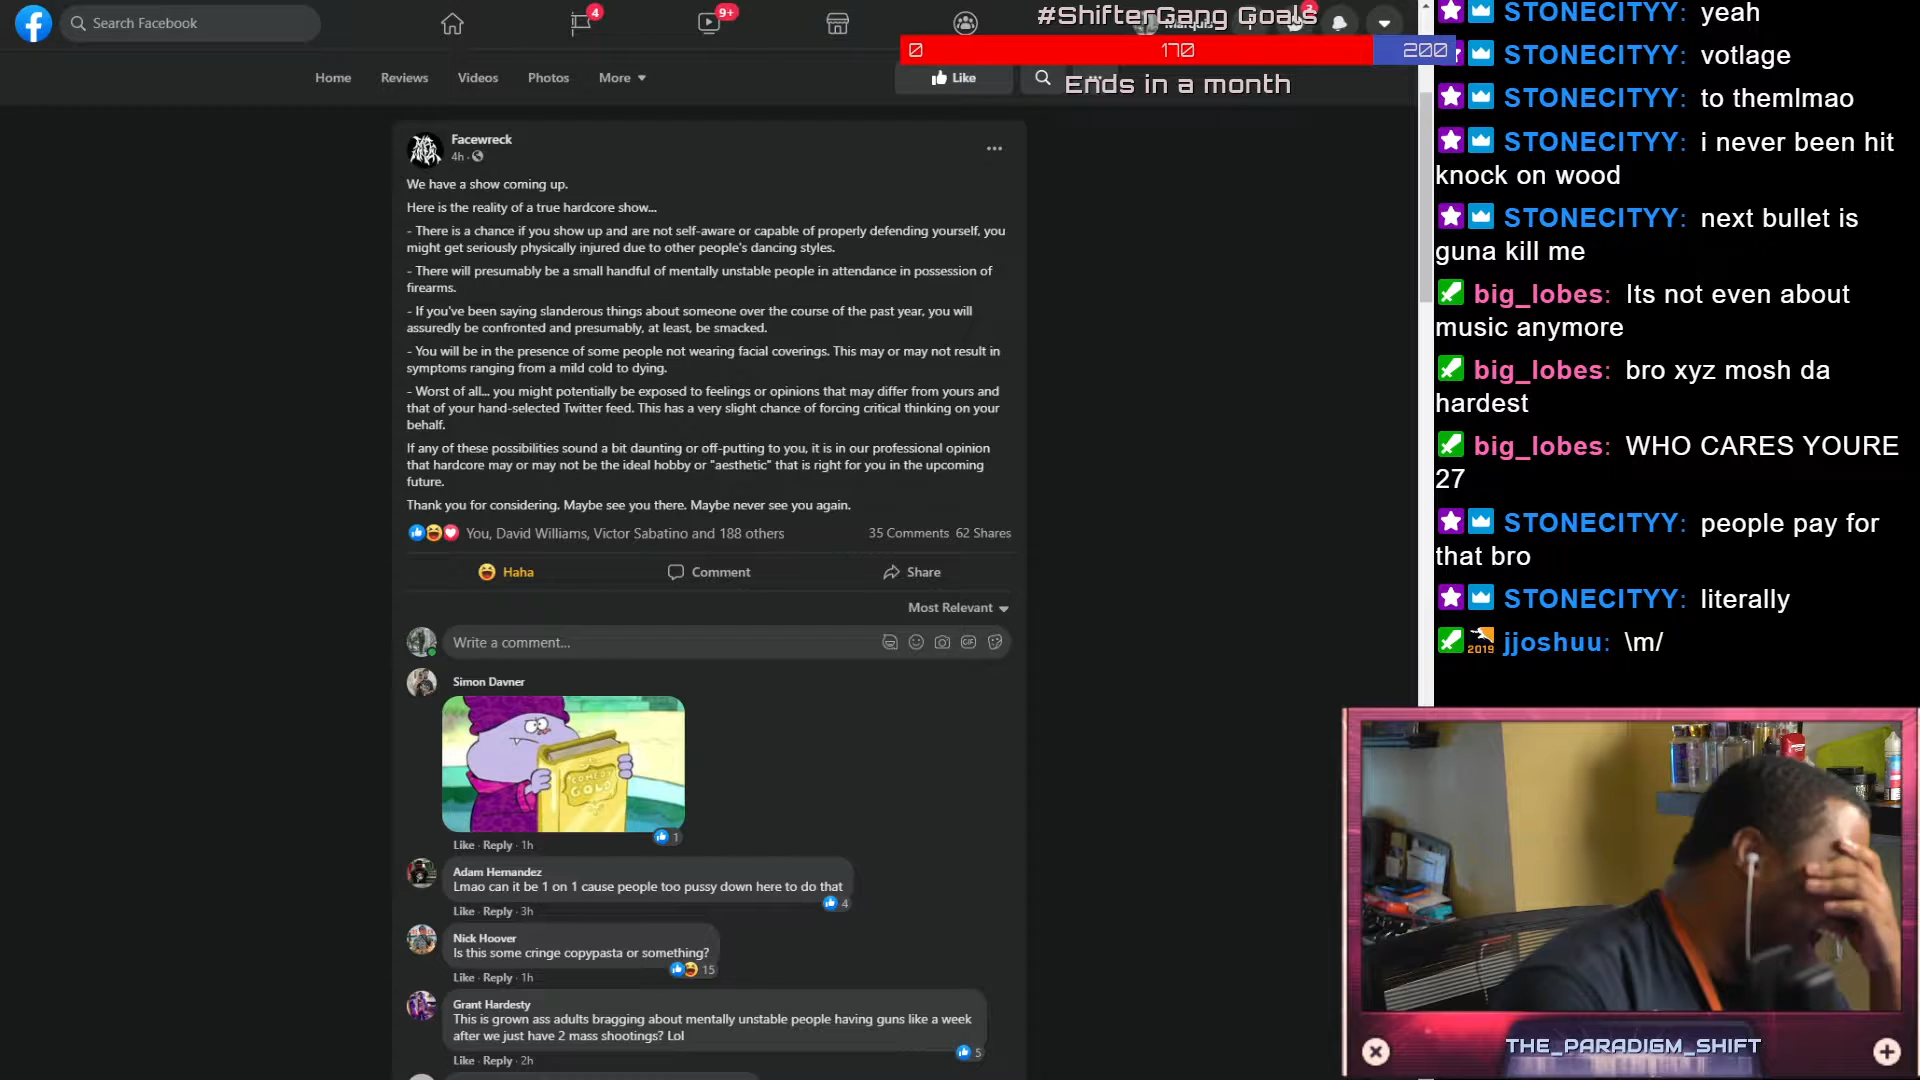 Search Facebook
4
9+
#ShifterGang Goals
0 170 200
Ends in a month
Home Reviews Videos Photos More
Like
Facewreck
4h ·
We have a show coming up.
Here is the reality of a true hardcore show...
- There is a chance if you show up and are not self-aware or capable of properly defending yourself, you
might get seriously physically injured due to other people's dancing styles.
- There will presumably be a small handful of mentally unstable people in attendance in possession of
firearms.
- If you've been saying slanderous things about someone over the course of the past year, you will
assuredly be confronted and presumably, at least, be smacked.
- You will be in the presence of some people not wearing facial coverings. This may or may not result in
symptoms ranging from a mild cold to dying.
- Worst of all... you might potentially be exposed to feelings or opinions that may differ from yours and
that of your hand-selected Twitter feed. This has a very slight chance of forcing critical thinking on your
behalf.
If any of these possibilities sound a bit daunting or off-putting to you, it is in our professional opinion
that hardcore may or may not be the ideal hobby or "aesthetic" that is right for you in the upcoming
future.
Thank you for considering. Maybe see you there. Maybe never see you again.
You, David Williams, Victor Sabatino and 188 others 35 Comments 62 Shares
Haha Comment Share
Most Relevant
Write a comment...
GIF
Simon Davner
COMEDY
GOLD
1
Like · Reply · 1h
Adam Hernandez
Lmao can it be 1 on 1 cause people too pussy down here to do that
4
Like · Reply · 3h
Nick Hoover
Is this some cringe copypasta or something?
15
Like · Reply · 1h
Grant Hardesty
This is grown ass adults bragging about mentally unstable people having guns like a week
after we just have 2 mass shootings? Lol
5
Like · Reply · 2h
STONECITYY: yeah
STONECITYY: votlage
STONECITYY: to themlmao
STONECITYY: i never been hit
knock on wood
STONECITYY: next bullet is
guna kill me
big_lobes: Its not even about
music anymore
big_lobes: bro xyz mosh da
hardest
big_lobes: WHO CARES YOURE
27
STONECITYY: people pay for
that bro
STONECITYY: literally
2019 jjoshuu: \m/
THE_PARADIGM_SHIFT